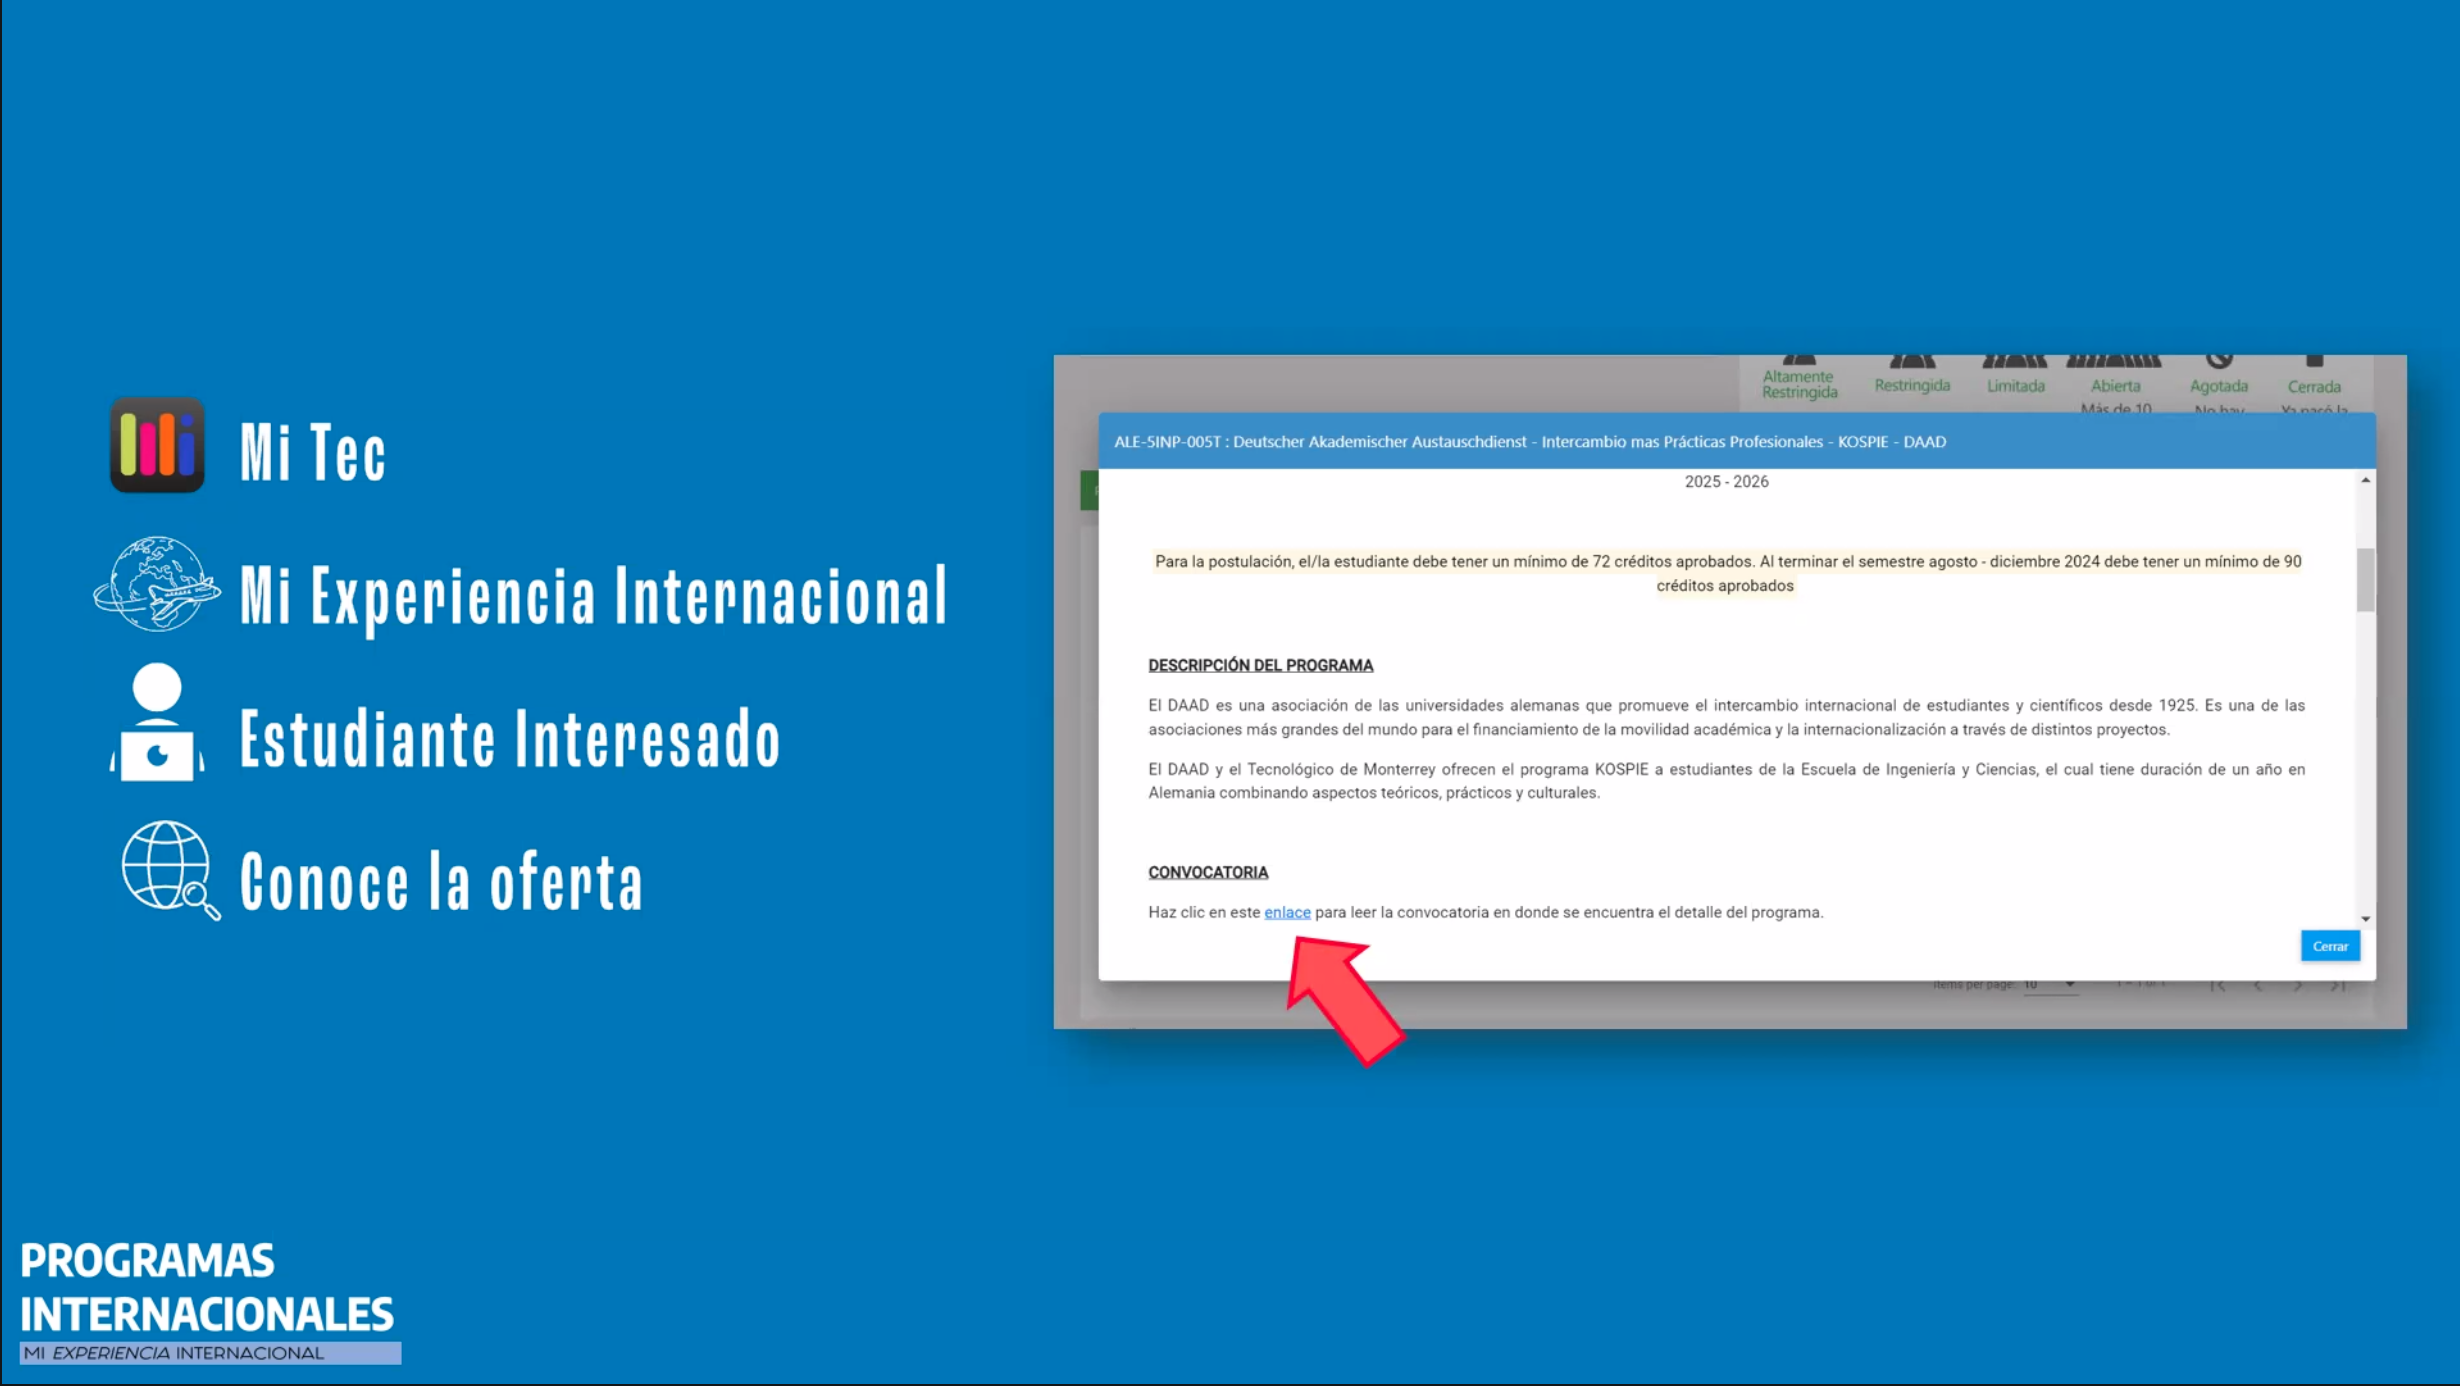 Mi Tec
Mi Experiencia Internacional
Estudiante Interesado
Conoce la oferta
Altamente
Restringida
Restringida
Limitada
Abierta
Agotada
Cerrada
Más de 10
No hay
Ya pasó la
ALE-5INP-005T : Deutscher Akademischer Austauschdienst - Intercambio mas Prácticas Profesionales - KOSPIE - DAAD
2025 - 2026
Para la postulación, el/la estudiante debe tener un mínimo de 72 créditos aprobados. Al terminar el semestre agosto - diciembre 2024 debe tener un mínimo de 90
créditos aprobados
DESCRIPCIÓN DEL PROGRAMA
El DAAD es una asociación de las universidades alemanas que promueve el intercambio internacional de estudiantes y científicos desde 1925. Es una de las
asociaciones más grandes del mundo para el financiamiento de la movilidad académica y la internacionalización a través de distintos proyectos.
El DAAD y el Tecnológico de Monterrey ofrecen el programa KOSPIE a estudiantes de la Escuela de Ingeniería y Ciencias, el cual tiene duración de un año en
Alemania combinando aspectos teóricos, prácticos y culturales.
CONVOCATORIA
Haz clic en este enlace para leer la convocatoria en donde se encuentra el detalle del programa.
Cerrar
Items per page: 10
1 – 1 of 1
PROGRAMAS
INTERNACIONALES
MI EXPERIENCIA INTERNACIONAL